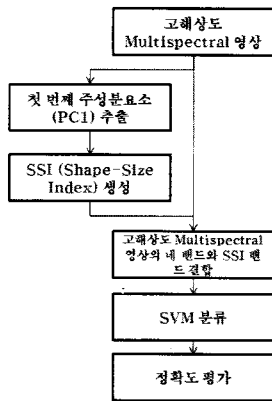 고해상도
Multispectral 영상
첫 번째 주성분요소
(PC1) 추출
SSI (Shape-Size
Index) 생성
고해상도 Multispectral
영상의 네 밴드와 SSI 밴
드 결합
SVM 분류
정확도 평가